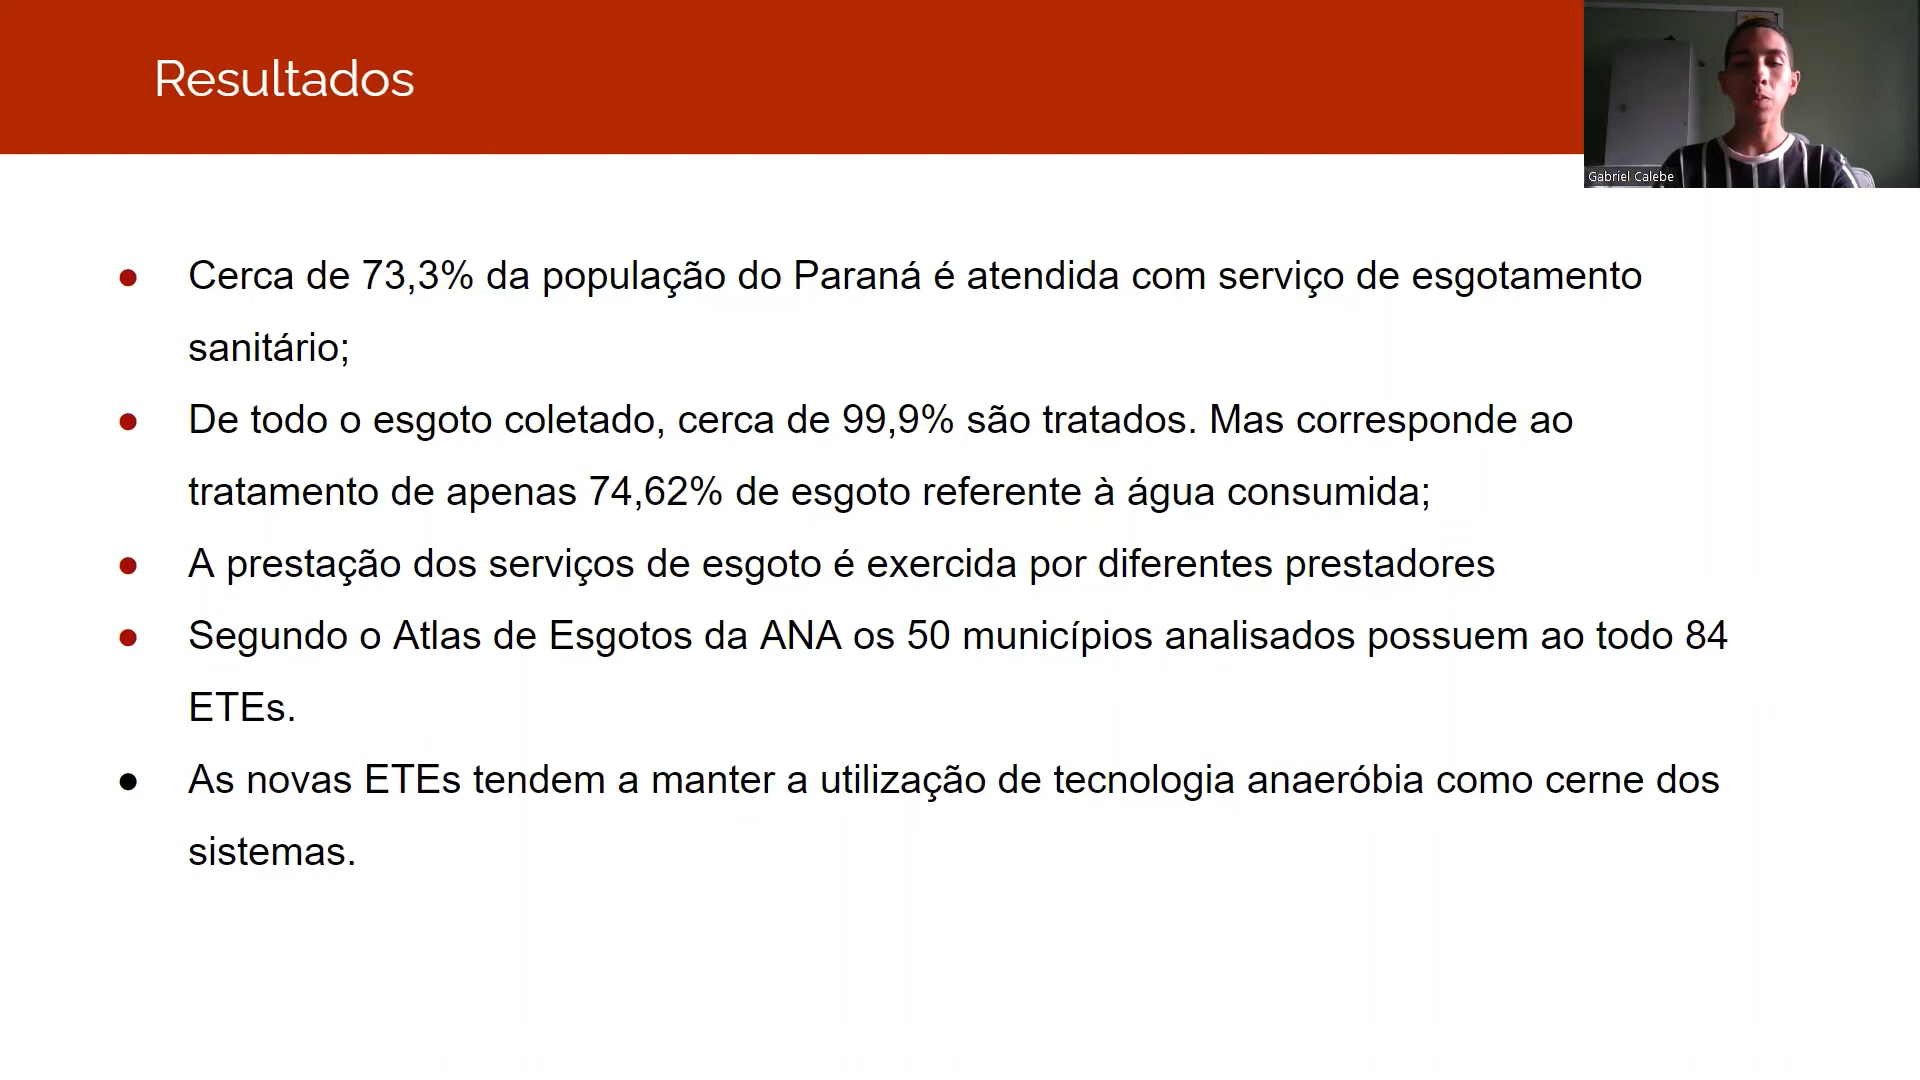 Resultados
Gabriel Calebe
● Cerca de 73,3% da população do Paraná é atendida com serviço de esgotamento
sanitário;
● De todo o esgoto coletado, cerca de 99,9% são tratados. Mas corresponde ao
tratamento de apenas 74,62% de esgoto referente à água consumida;
● A prestação dos serviços de esgoto é exercida por diferentes prestadores
● Segundo o Atlas de Esgotos da ANA os 50 municípios analisados possuem ao todo 84
ETEs.
● As novas ETEs tendem a manter a utilização de tecnologia anaeróbia como cerne dos
sistemas.